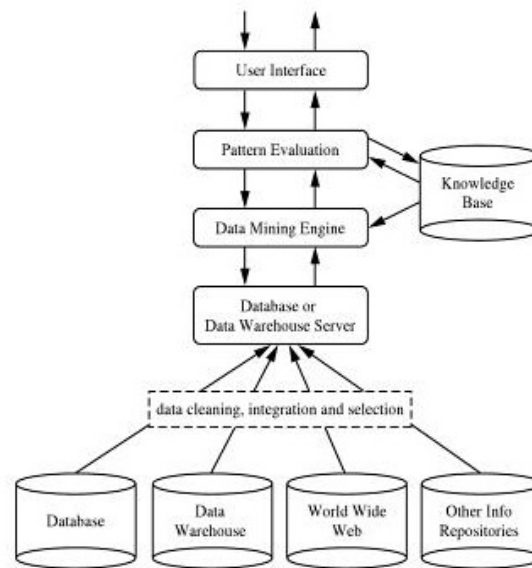 User Interface
Pattern Evaluation
Knowledge
Base
Data Mining Engine
Database or
Data Warehouse Server
data cleaning, integration and selection
Database
Data
Warehouse
World Wide
Web
Other Info
Repositories